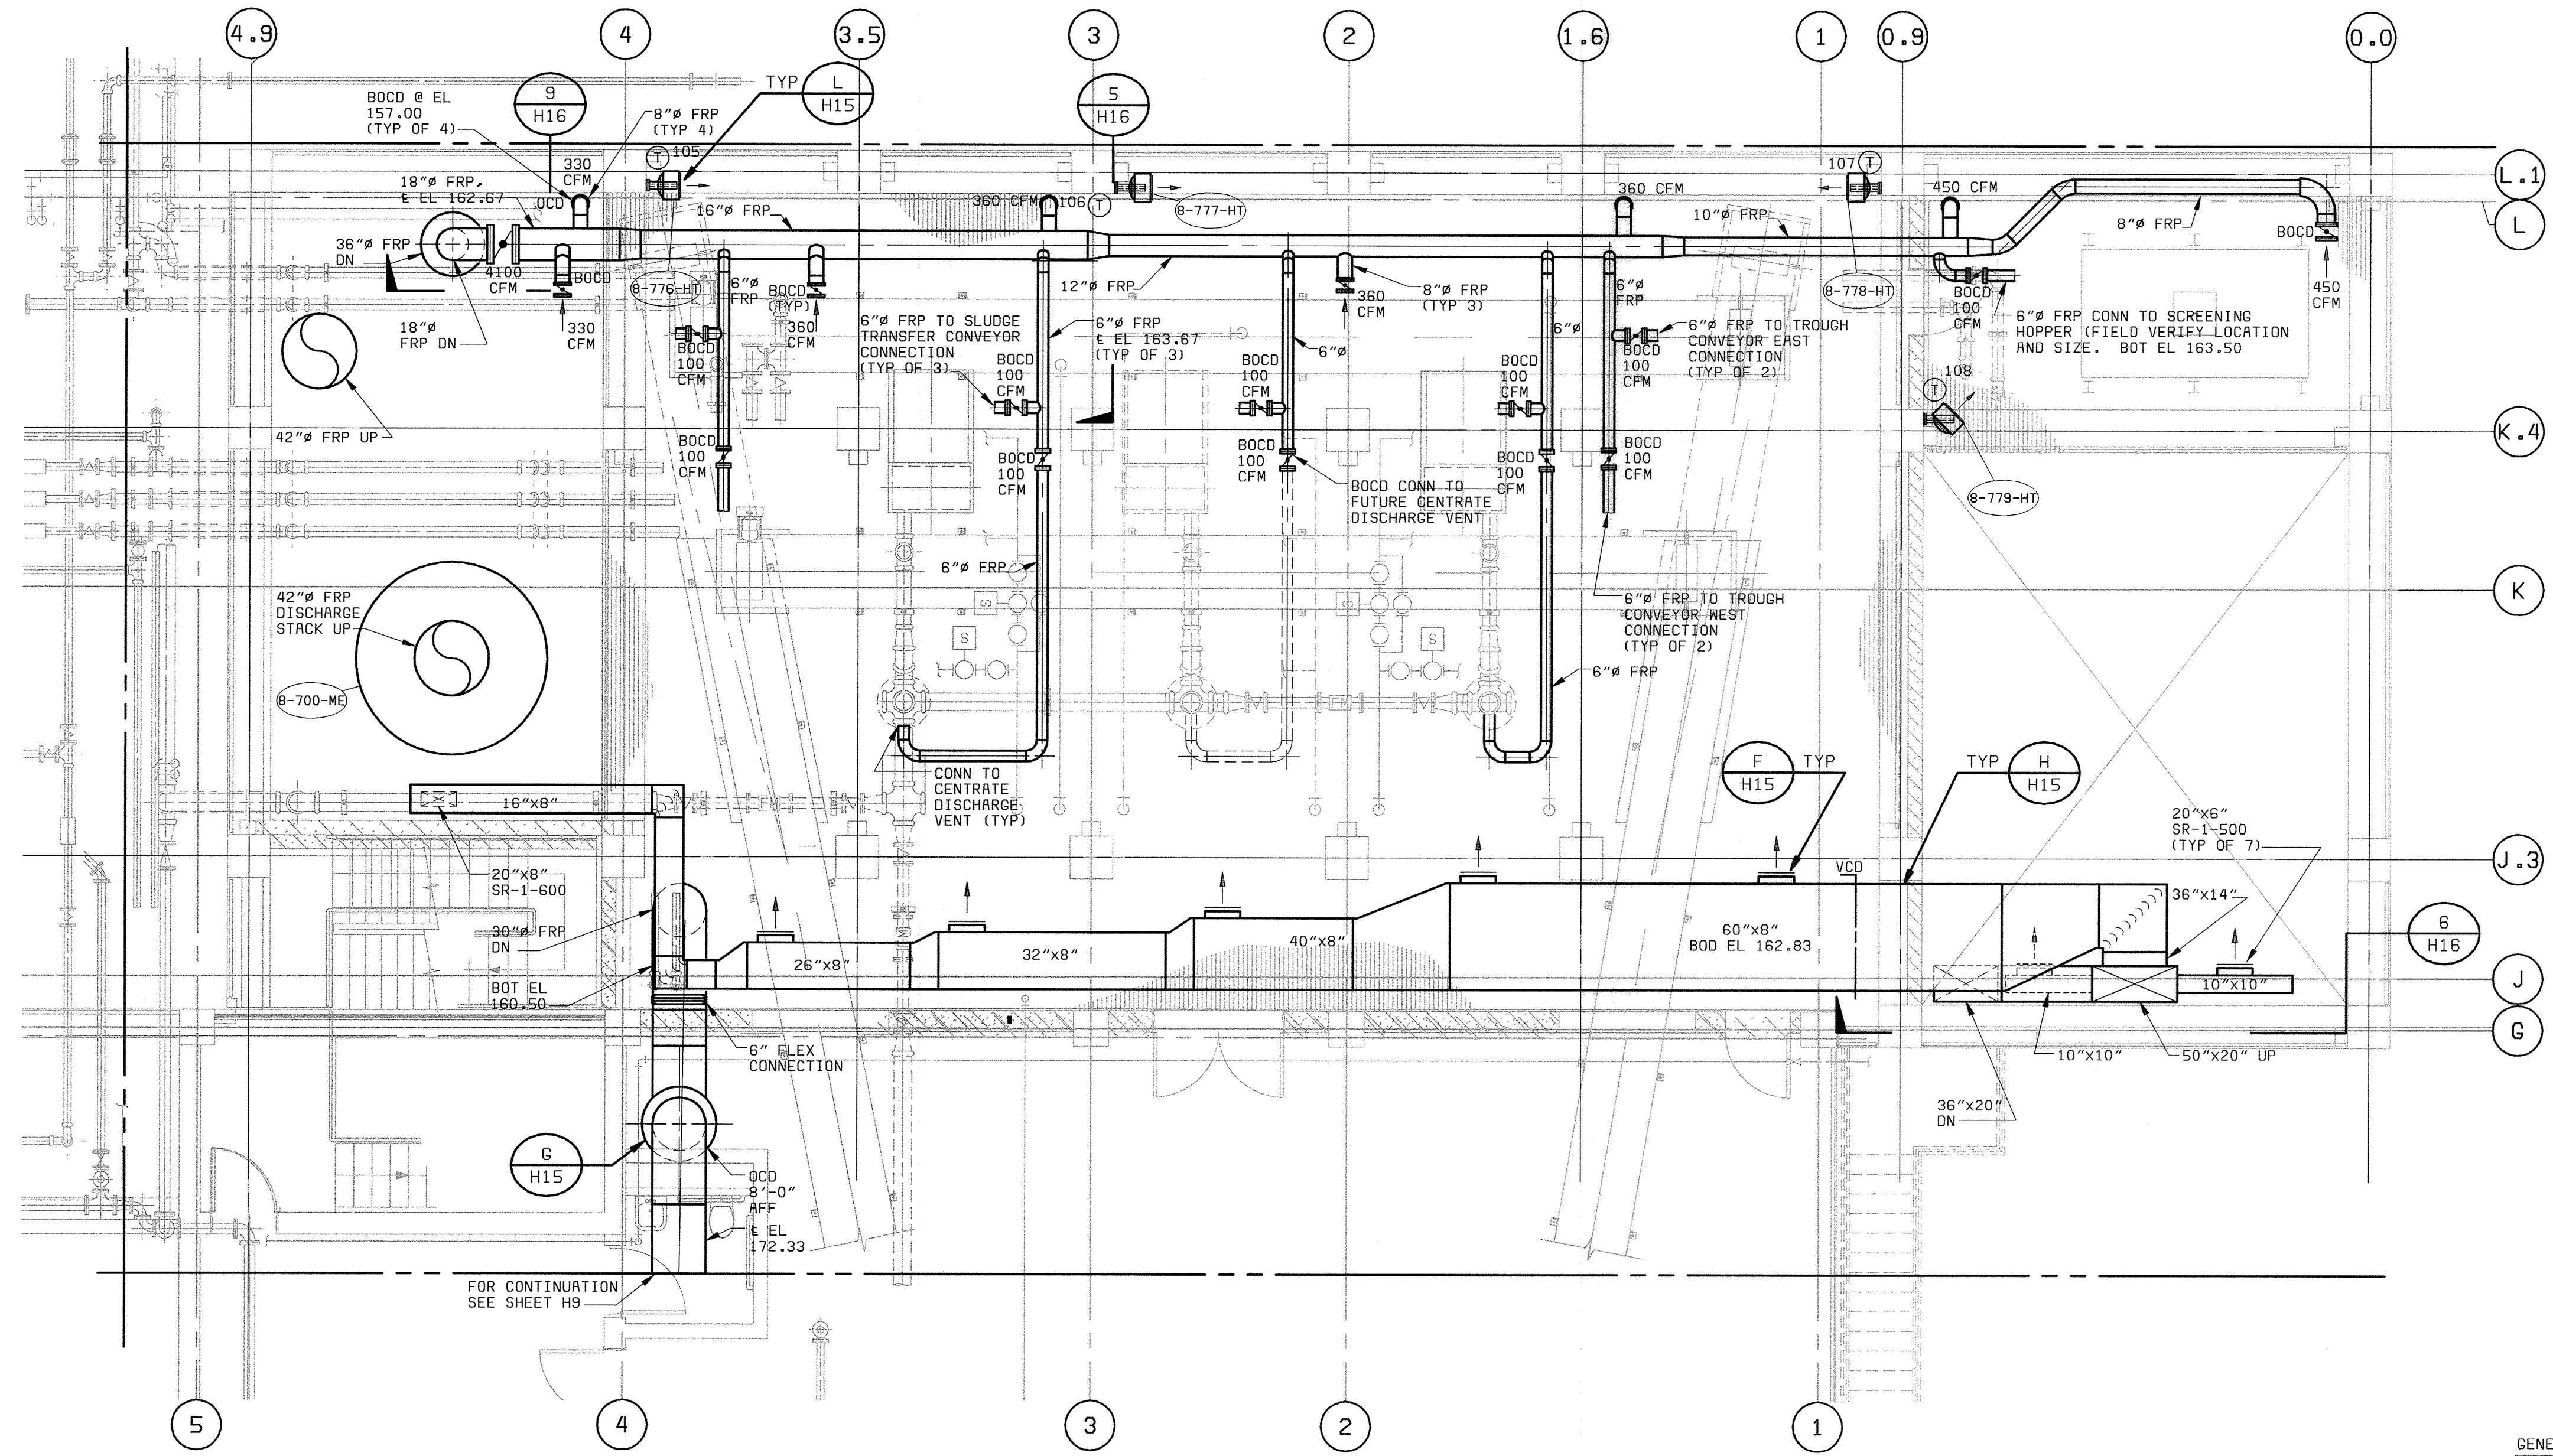 4.9
4
3.5
3
2
1.6
1
0.9
0.0
BOCD @ EL
157.00
(TYP OF 4)
9
H16
8"Ø FRP
(TYP 4)
TYP
L
H15
5
H16
330
CFM
T
105
18"Ø FRP,
℄ EL 162.67
OCD
16"Ø FRP
360 CFM
106
T
8-777-HT
360 CFM
107
T
450 CFM
10"Ø FRP
8"Ø FRP
BOCD
L.1
L
36"Ø FRP
DN
4100
CFM
BOCD
8-776-HT
6"Ø
FRP
BOCD
(TYP)
12"Ø FRP
360
CFM
8"Ø FRP
(TYP 3)
6"Ø
FRP
8-778-HT
BOCD
100
CFM
450
CFM
18"Ø
FRP DN
330
CFM
360
CFM
6"Ø FRP TO SLUDGE
TRANSFER CONVEYOR
CONNECTION
(TYP OF 3)
6"Ø FRP
℄ EL 163.67
(TYP OF 3)
6"Ø
6"Ø
6"Ø FRP TO TROUGH
CONVEYOR EAST
CONNECTION
(TYP OF 2)
6"Ø FRP CONN TO SCREENING
HOPPER (FIELD VERIFY LOCATION
AND SIZE.  BOT EL 163.50
BOCD
100
CFM
BOCD
100
CFM
BOCD
100
CFM
BOCD
100
CFM
BOCD
100
CFM
T
108
42"Ø FRP UP
K.4
BOCD
100
CFM
BOCD
100
CFM
BOCD
100
CFM
BOCD
100
CFM
BOCD
100
CFM
BOCD CONN TO
FUTURE CENTRATE
DISCHARGE VENT
8-779-HT
6"Ø FRP
42"Ø FRP
DISCHARGE
STACK UP
S
S
S
S
6"Ø FRP TO TROUGH
CONVEYOR WEST
CONNECTION
(TYP OF 2)
K
6"Ø FRP
8-700-ME
CONN TO
CENTRATE
DISCHARGE
VENT (TYP)
F
H15
TYP
TYP
H
H15
16"x8"
20"x6"
SR-1-500
(TYP OF 7)
J.3
20"x8"
SR-1-600
VCD
36"x14"
30"Ø FRP
DN
26"x8"
32"x8"
40"x8"
60"x8"
BOD EL 162.83
6
H16
BOT EL
160.50
10"x10"
J
G
6" FLEX
CONNECTION
10"x10"
50"x20" UP
36"x20"
DN
G
H15
OCD
8'-0"
AFF
℄ EL
172.33
FOR CONTINUATION
SEE SHEET H9
5
4
3
2
1
GENE